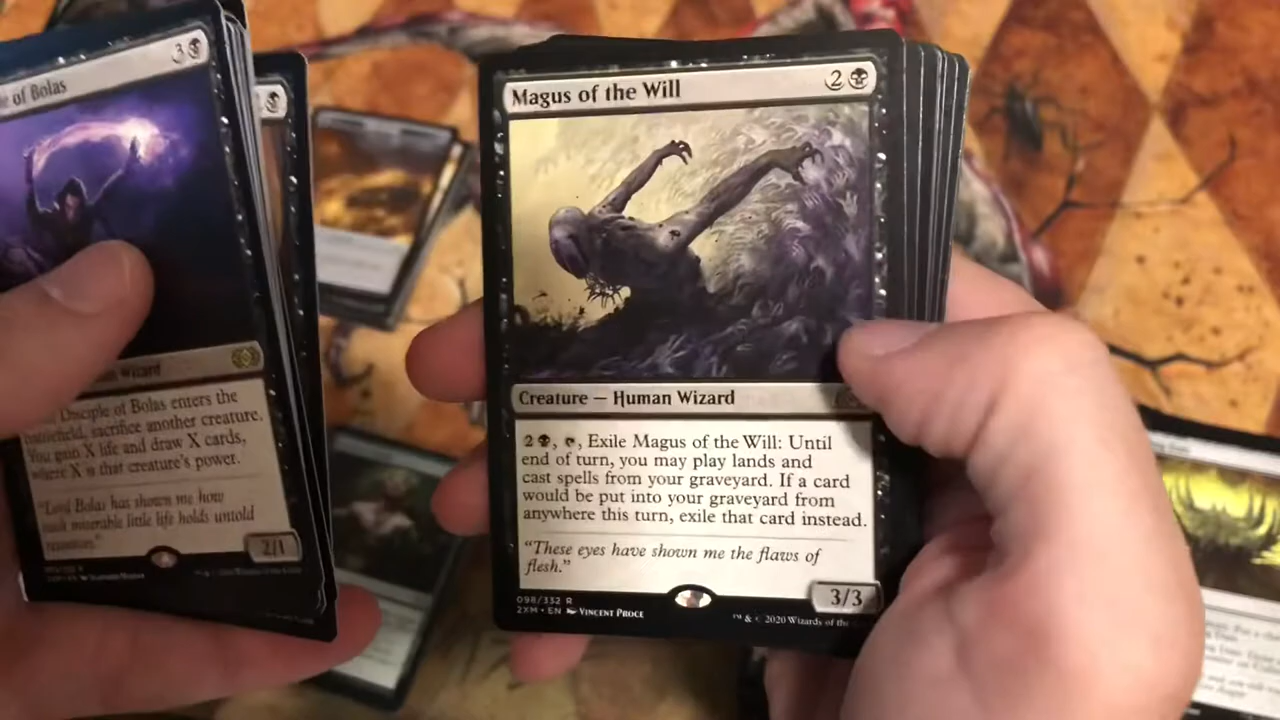 3
le of Bolas
Wizard
Disciple of Bolas enters the
battlefield, sacrifice another creature.
You gain X life and draw X cards,
where X is that creature's power.
"Lord Bolas has shown me how
such miserable little life holds untold
2/1
Magus of the Will
2
Creature — Human Wizard
2, , Exile Magus of the Will: Until
end of turn, you may play lands and
cast spells from your graveyard. If a card
would be put into your graveyard from
anywhere this turn, exile that card instead.
"These eyes have shown me the flaws of
flesh."
3/3
098/332 R
2XM • EN Vincent Proce
™ & © 2020 Wizards of the